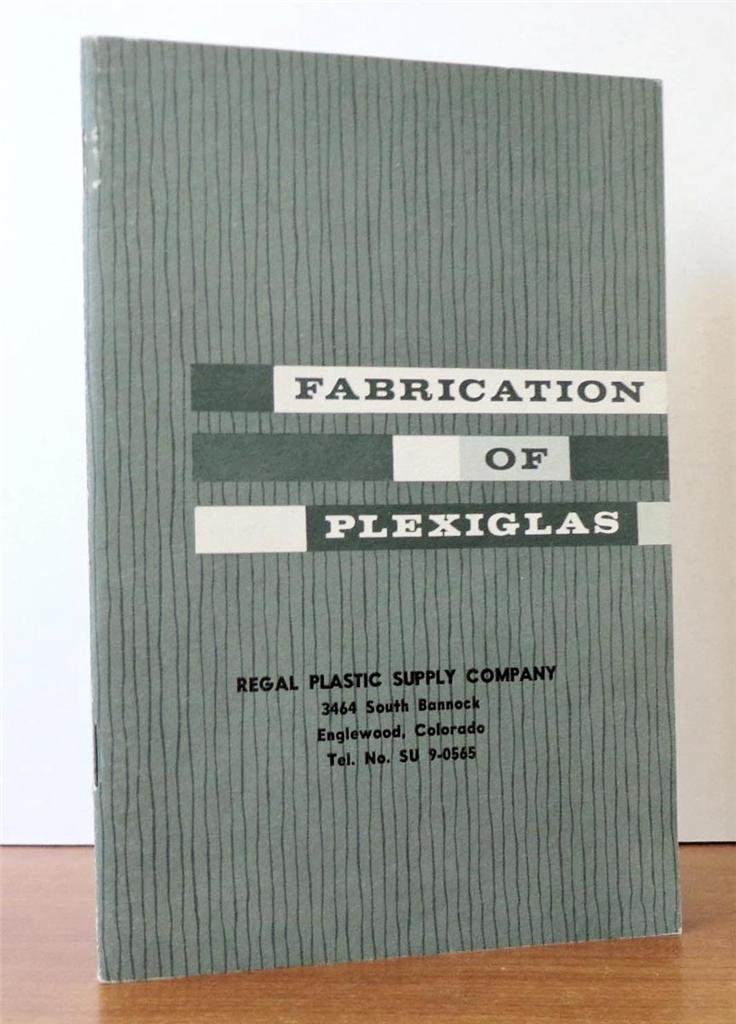 FABRICATION
OF
PLEXIGLAS
REGAL PLASTIC SUPPLY COMPANY
3464 South Bannock
Englewood, Colorado
Tel. No. SU 9-0565